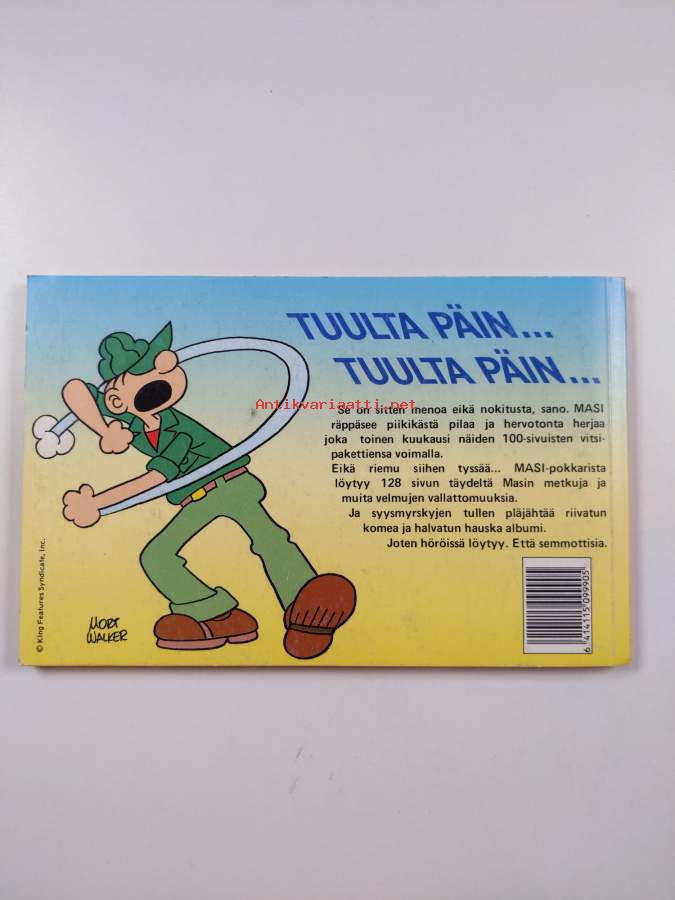 TUULTA PÄIN...
TUULTA PÄIN...
Antikvariaatti.net
Se on sitten menoa eikä nokitusta, sano. MASI
räppäsee piikikästä pilaa ja hervotonta herjaa
joka toinen kuukausi näiden 100-sivuisten vitsi-
pakettiensa voimalla.
Eikä riemu siihen tyssää... MASI-pokkarista
löytyy 128 sivun täydeltä Masin metkuja ja
muita velmujen vallattomuuksia.
Ja syysmyrskyjen tullen pläjähtää riivatun
komea ja halvatun hauska albumi.
Joten höröissä löytyy. Että semmottisia.
© King Features Syndicate, Inc.
MORT
WALKER
6 414115 099905